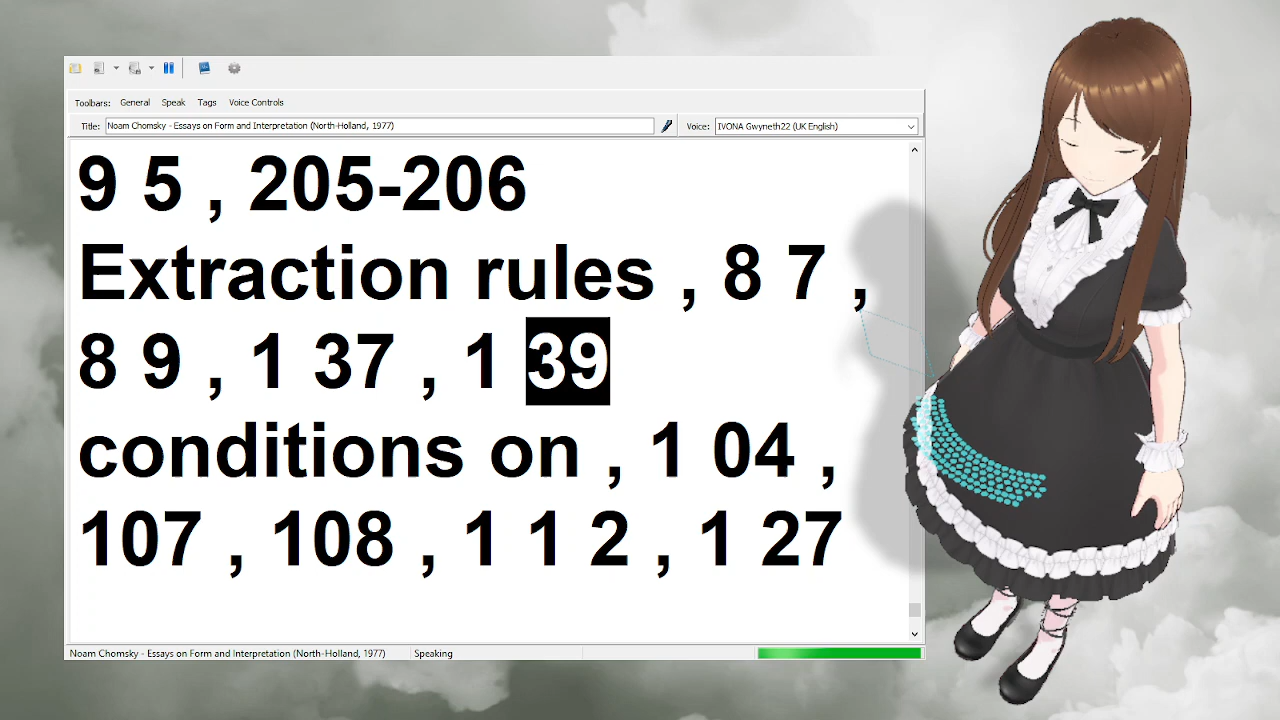 Toolbars: General Speak Tags Voice Controls
Title: Noam Chomsky - Essays on Form and Interpretation (North-Holland, 1977) Voice: IVONA Gwyneth22 (UK English)
9 5 , 205-206
Extraction rules , 8 7 ,
8 9 , 1 37 , 1 39
conditions on , 1 04 ,
107 , 108 , 1 1 2 , 1 27
Noam Chomsky - Essays on Form and Interpretation (North-Holland, 1977) Speaking